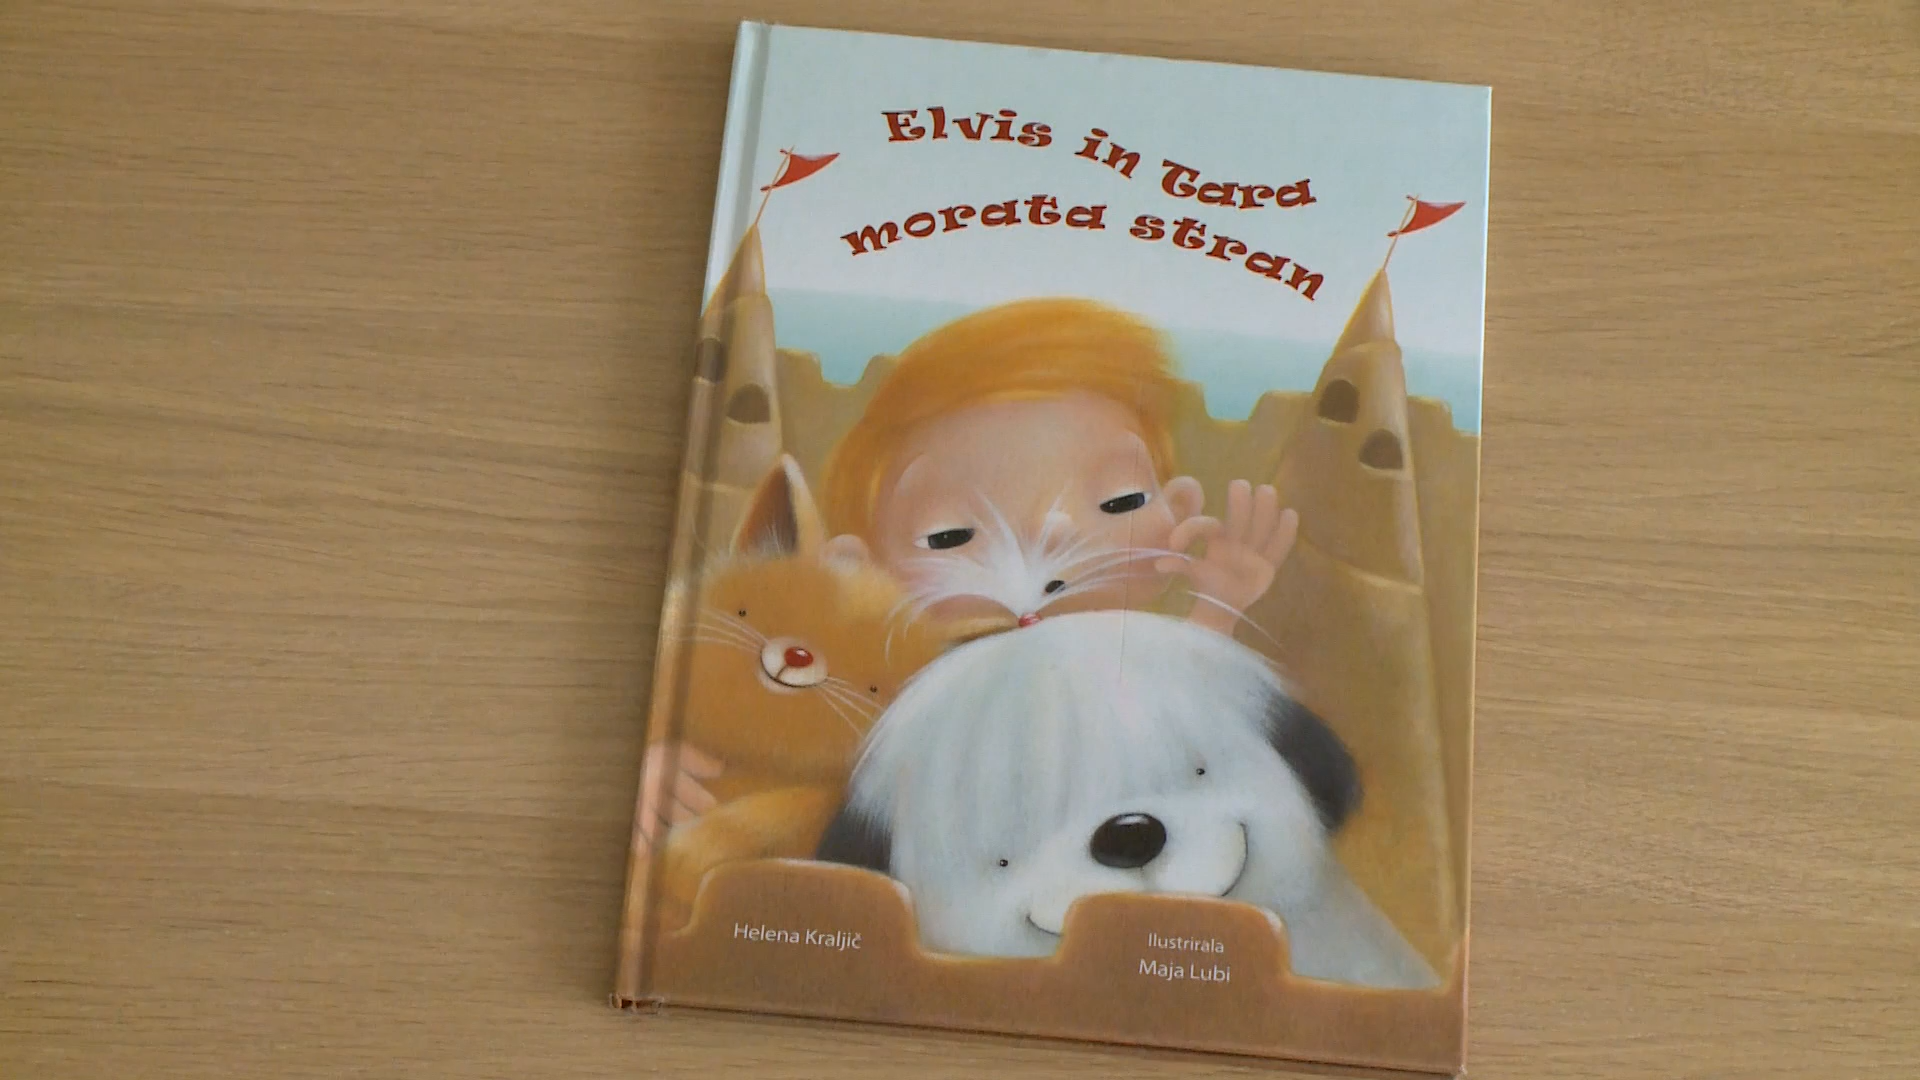 Elvis in Tara
morata stran
Helena Kraljič
Ilustrirala
Maja Lubi